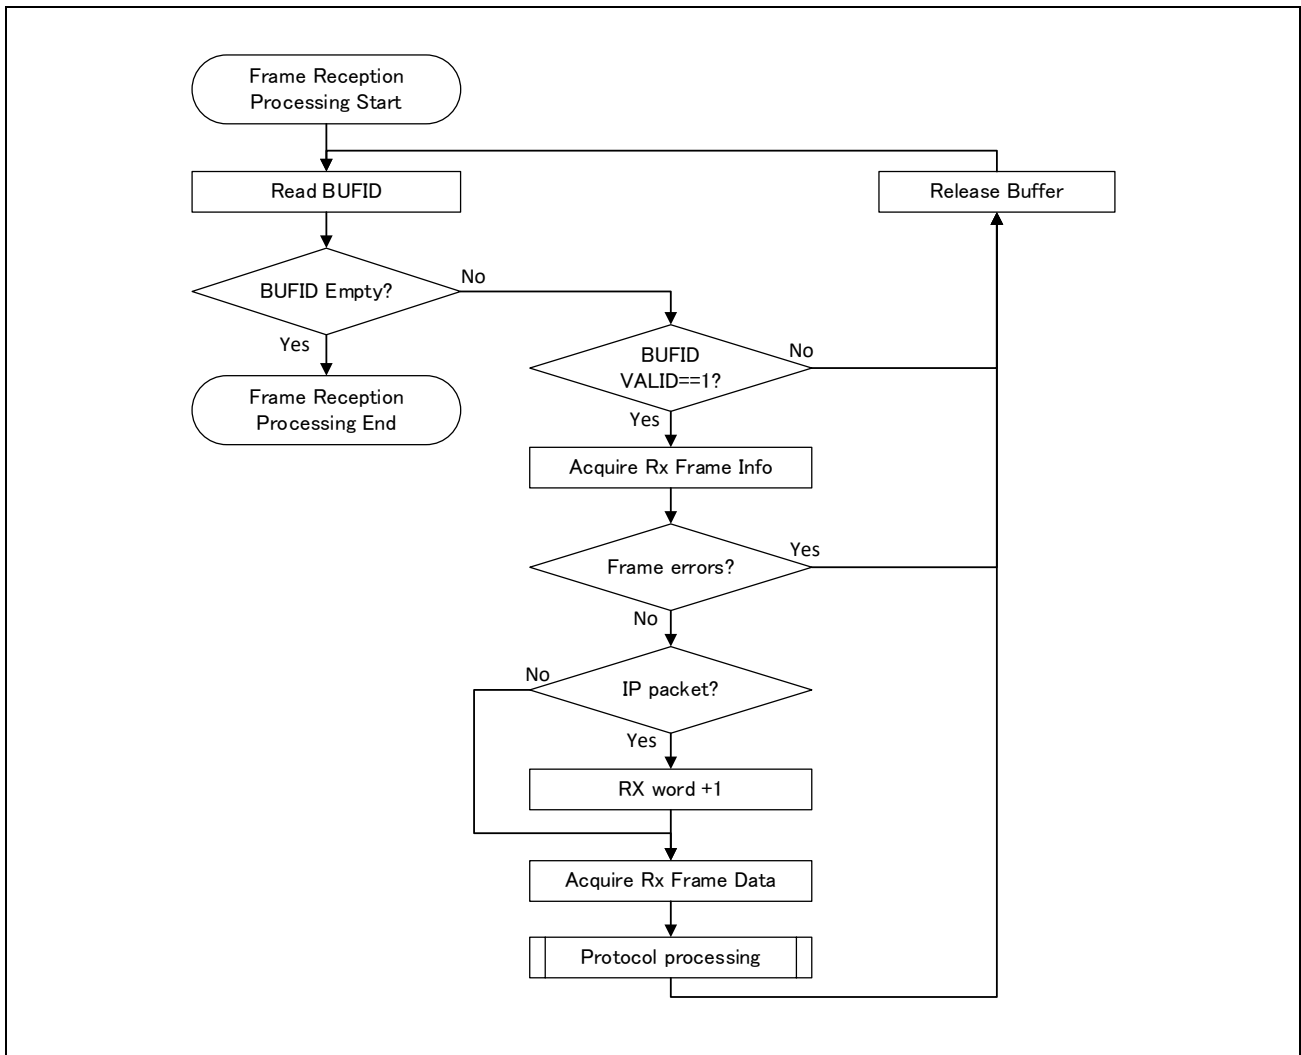 Frame Reception
Processing Start
Read BUFID
Release Buffer
BUFID Empty?
No
Yes
Frame Reception
Processing End
BUFID
VALID==1?
No
Yes
Acquire Rx Frame Info
Frame errors?
Yes
No
IP packet?
No
Yes
RX word +1
Acquire Rx Frame Data
Protocol processing